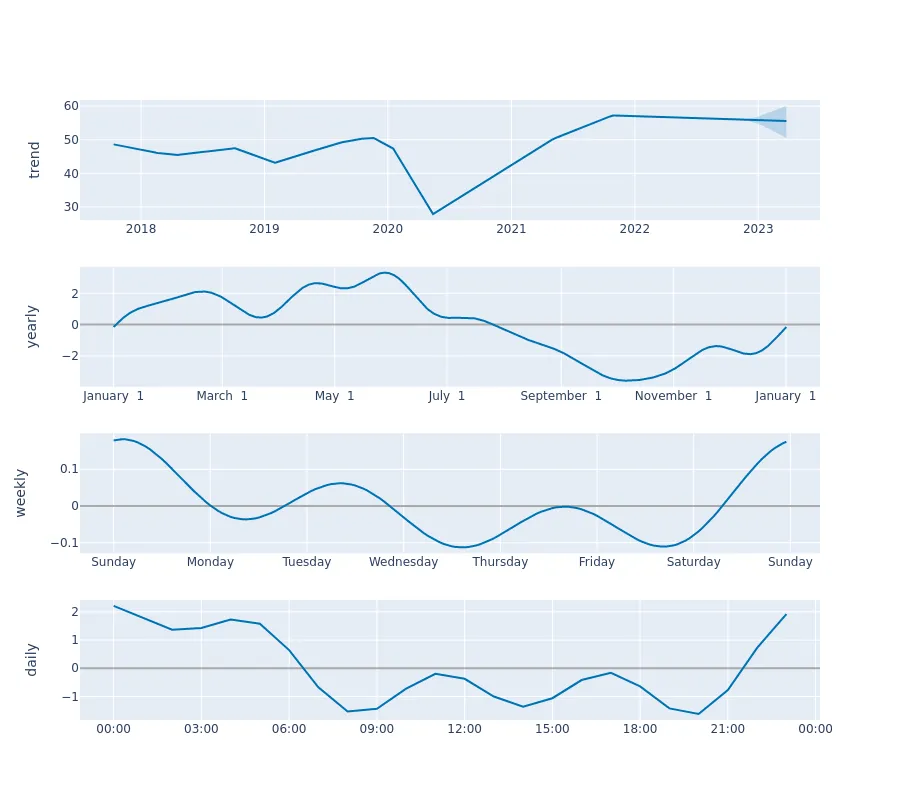 trend
60
50
40
30
2018 2019 2020 2021 2022 2023
yearly
2
0
−2
January 1 March 1 May 1 July 1 September 1 November 1 January 1
weekly
0.1
0
−0.1
Sunday Monday Tuesday Wednesday Thursday Friday Saturday Sunday
daily
2
1
0
−1
00:00 03:00 06:00 09:00 12:00 15:00 18:00 21:00 00:00